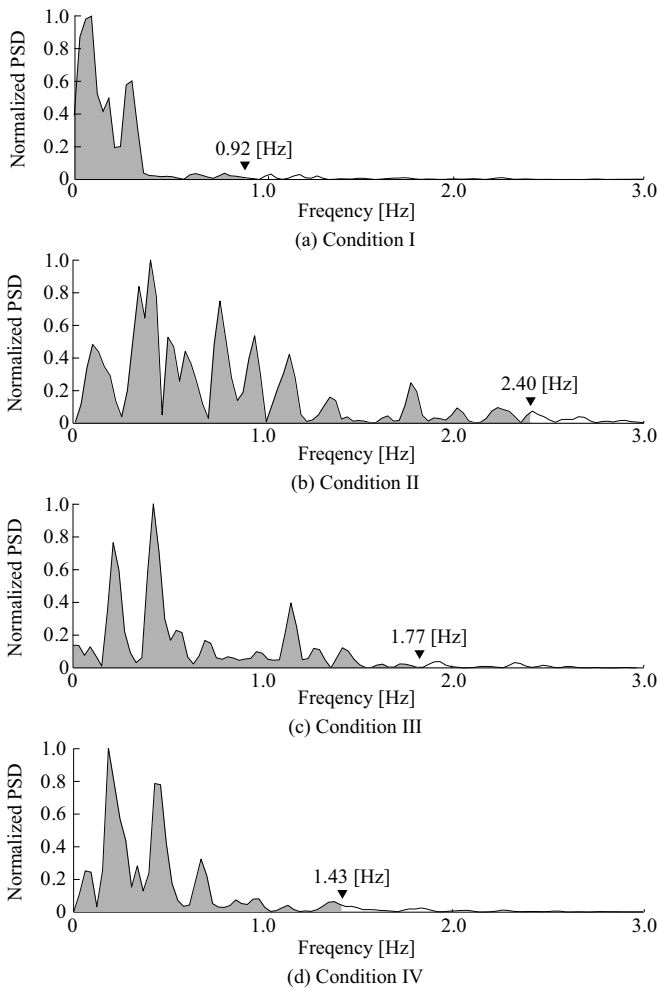 Normalized PSD
1.0
0.8
0.6
0.4
0.2
0
0.92 [Hz]
0 1.0 2.0 3.0
Freqency [Hz]
(a) Condition I
Normalized PSD
1.0
0.8
0.6
0.4
0.2
0
2.40 [Hz]
0 1.0 2.0 3.0
Freqency [Hz]
(b) Condition II
Normalized PSD
1.0
0.8
0.6
0.4
0.2
0
1.77 [Hz]
0 1.0 2.0 3.0
Freqency [Hz]
(c) Condition III
Normalized PSD
1.0
0.8
0.6
0.4
0.2
0
1.43 [Hz]
0 1.0 2.0 3.0
Freqency [Hz]
(d) Condition IV